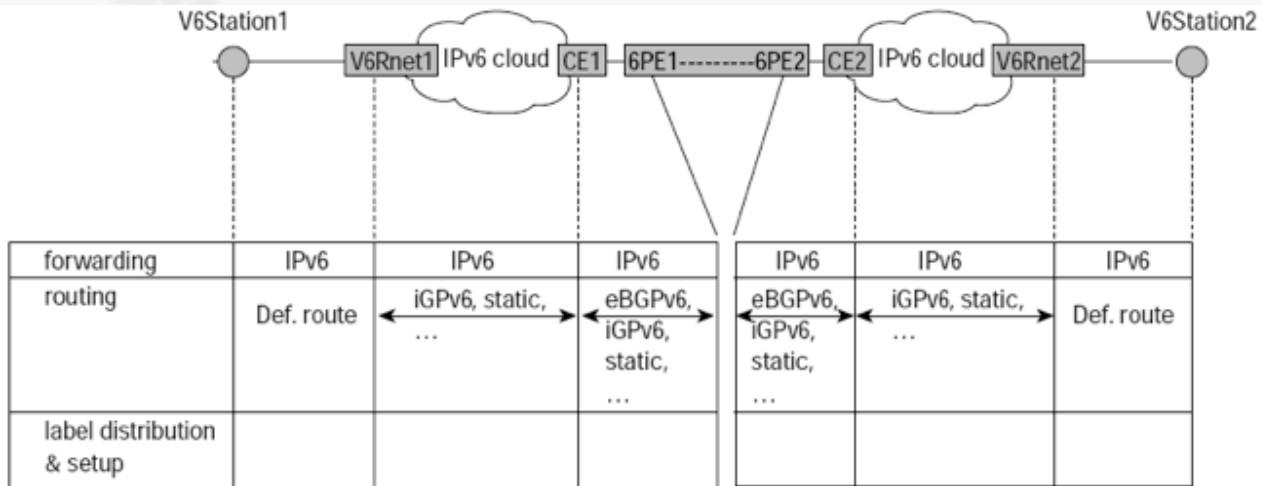 V6Station1 V6Station2
V6Rnet1 IPv6 cloud CE1 6PE1---------6PE2 CE2 IPv6 cloud V6Rnet2
forwarding IPv6 IPv6 IPv6 IPv6 IPv6 IPv6
routing Def. route iGPv6, static, … eBGPv6, iGPv6, static, … eBGPv6, iGPv6, static, … iGPv6, static, … Def. route
label distribution
& setup